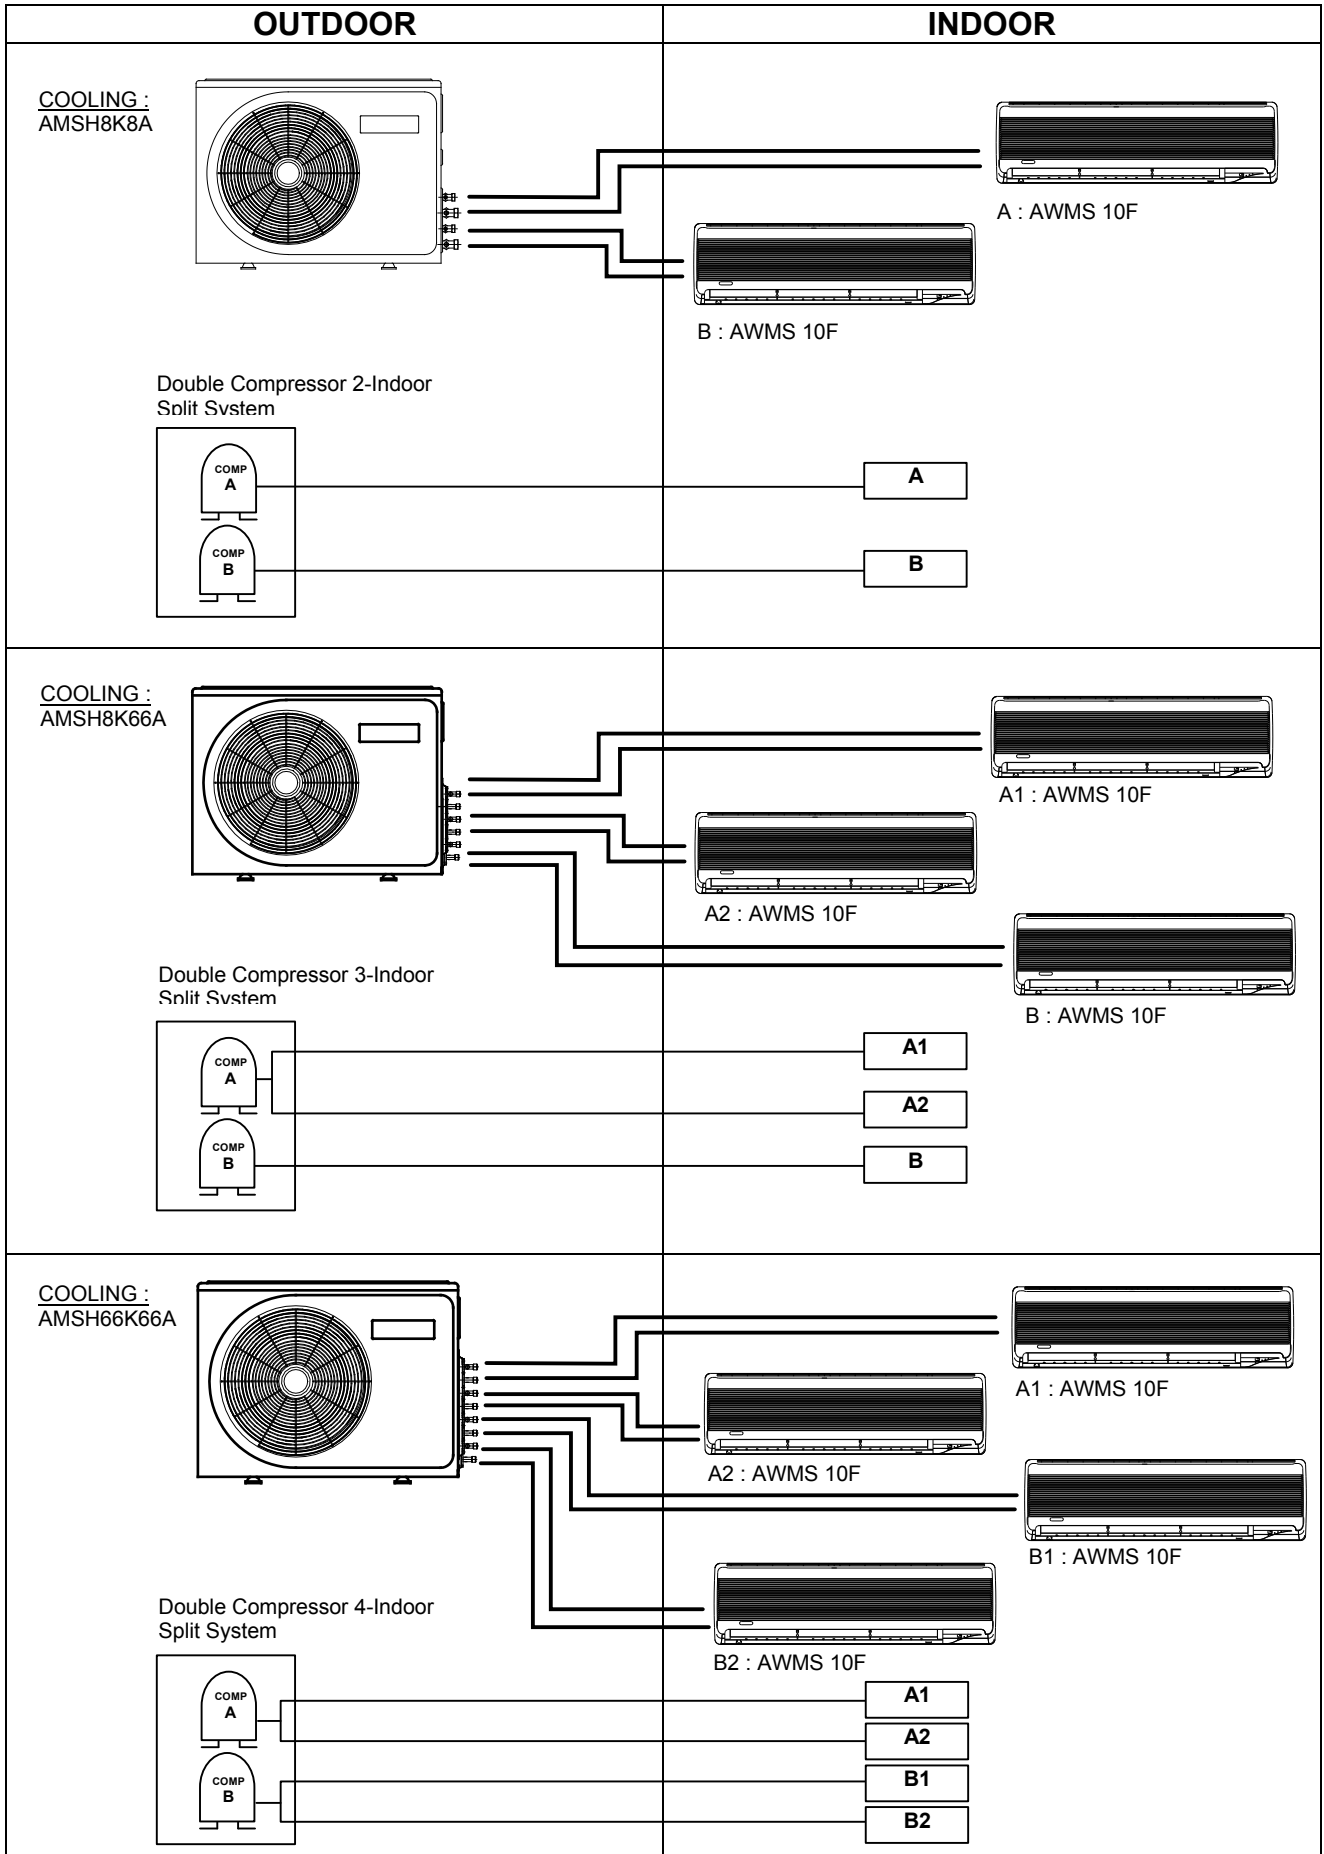 OUTDOOR
INDOOR
COOLING :
AMSH8K8A
A : AWMS 10F
B : AWMS 10F
Double Compressor 2-Indoor
Split System
COMP
A
A
COMP
B
B
COOLING :
AMSH8K66A
A1 : AWMS 10F
A2 : AWMS 10F
B : AWMS 10F
Double Compressor 3-Indoor
Split System
COMP
A
A1
A2
COMP
B
B
COOLING :
AMSH66K66A
A1 : AWMS 10F
A2 : AWMS 10F
B1 : AWMS 10F
B2 : AWMS 10F
Double Compressor 4-Indoor
Split System
COMP
A
A1
A2
COMP
B
B1
B2